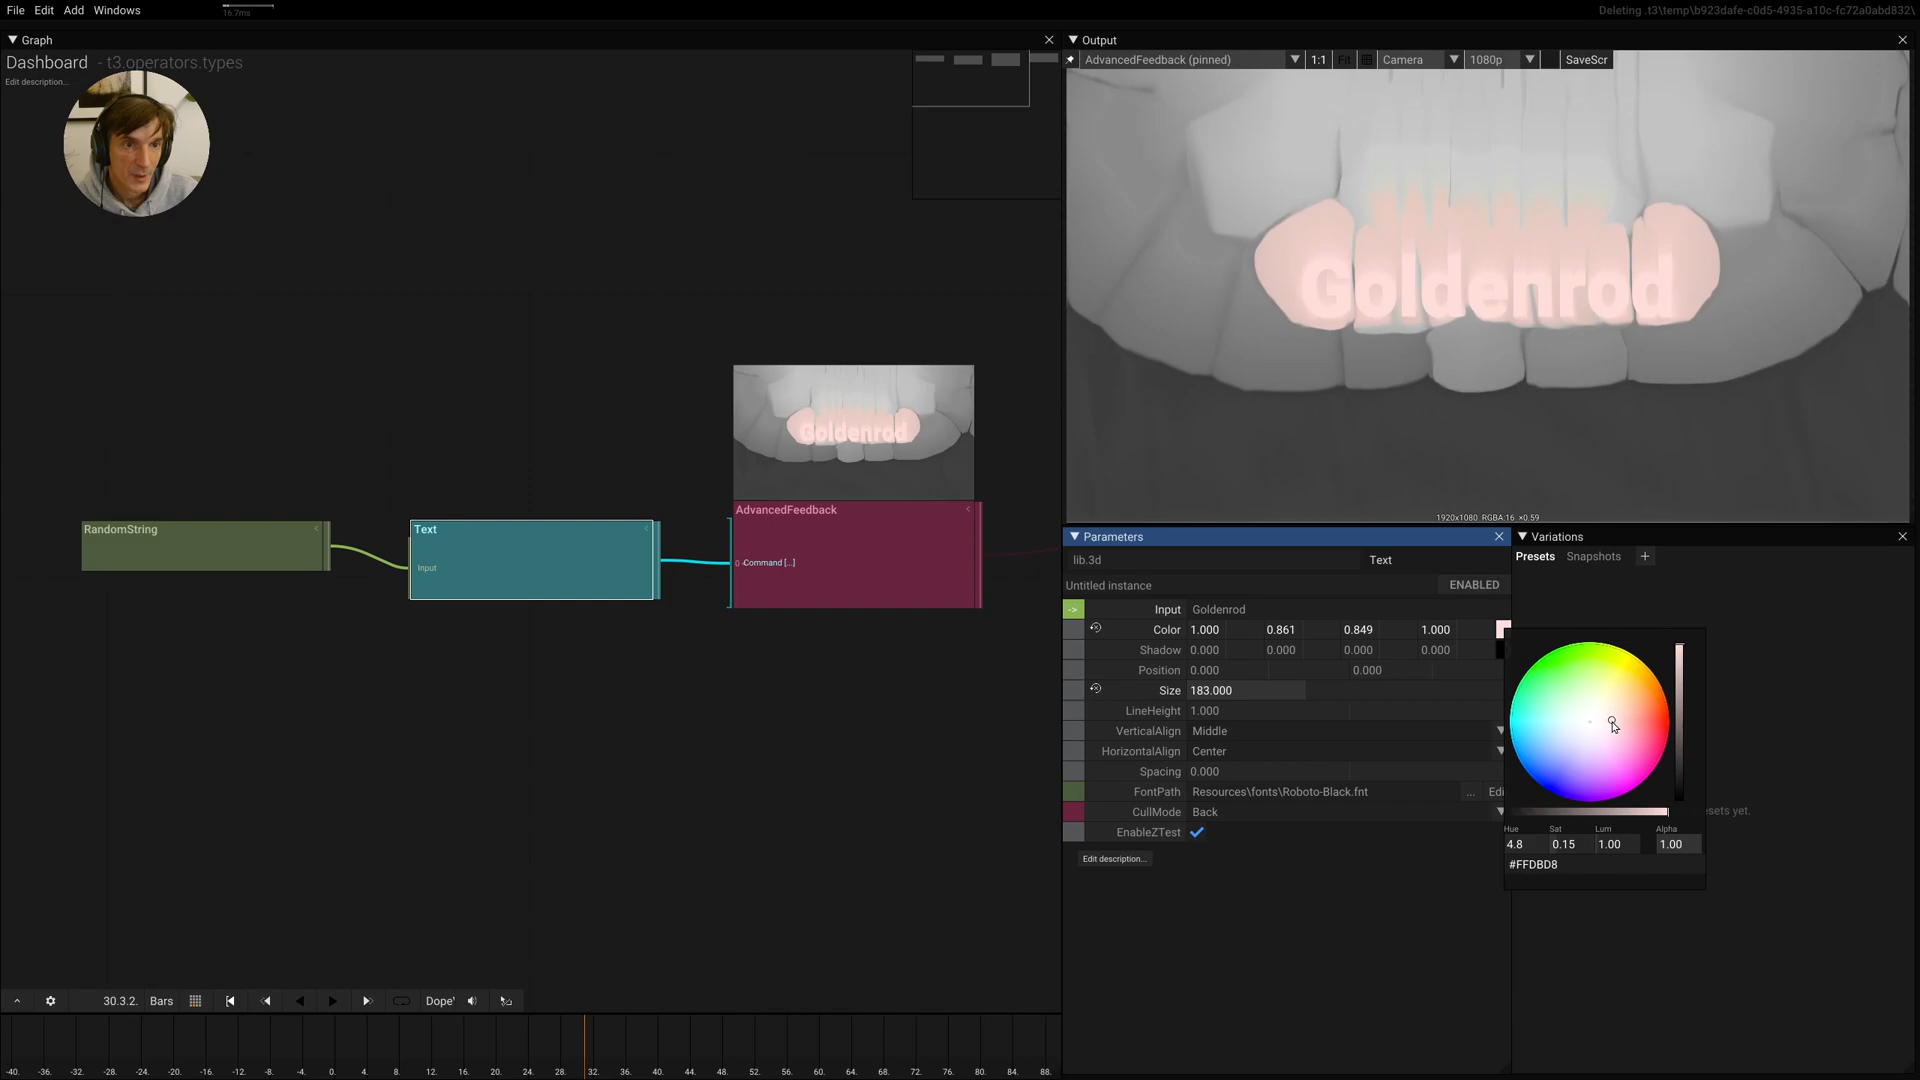 File Edit Add Windows
16.7ms
Deleting .t3\temp\b923dafe-c0d5-4935-a10c-fc72a0abd832\
Graph
Dashboard - t3.operators.types
Edit description...
RandomString
Text
Input
Goldenrod
AdvancedFeedback
0 Command [...]
30.3.2. Bars
Dope'
-40. -36. -32. -28. -24. -20. -16. -12. -8. -4. 0. 4. 8. 12. 16. 20. 24. 28. 32. 36. 40. 44. 48. 52. 56. 60. 64. 68. 72. 76. 80. 84. 88.
Output
AdvancedFeedback (pinned) 1:1 Fit Camera 1080p SaveScr
Goldenrod
1920x1080 RGBA:16 ×0.59
Parameters
lib.3d Text
Untitled instance ENABLED
-> Input Goldenrod
Color 1.000 0.861 0.849 1.000
Shadow 0.000 0.000 0.000 0.000
Position 0.000 0.000
Size 183.000
LineHeight 1.000
VerticalAlign Middle
HorizontalAlign Center
Spacing 0.000
FontPath Resources\fonts\Roboto-Black.fnt ... Edi
CullMode Back
EnableZTest
Edit description...
Variations
Presets Snapshots +
sets yet.
Hue Sat Lum Alpha
4.8 0.15 1.00 1.00
#FFDBD8